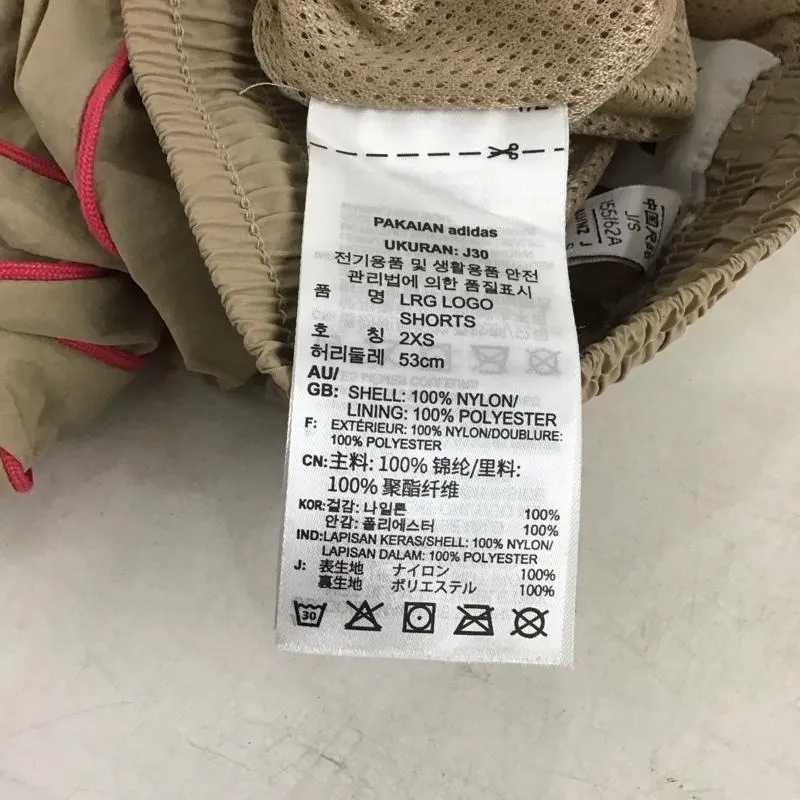 PAKAIAN adidas
UKURAN: J30
전기용품 및 생활용품 안전
관리법에 의한 품질표시
품 명 LRG LOGO
SHORTS
호 칭 2XS
허리둘레 53cm
AU/
GB: SHELL: 100% NYLON/
LINING: 100% POLYESTER
F: EXTÉRIEUR: 100% NYLON/DOUBLURE:
100% POLYESTER
CN:主料: 100% 锦纶/里料:
100% 聚酯纤维
KOR:겉감: 나일론 100%
안감: 폴리에스터 100%
IND:LAPISAN KERAS/SHELL: 100% NYLON/
LAPISAN DALAM: 100% POLYESTER
J: 表生地 ナイロン 100%
裏生地 ポリエステル 100%
30
中国
J/S
155/62A